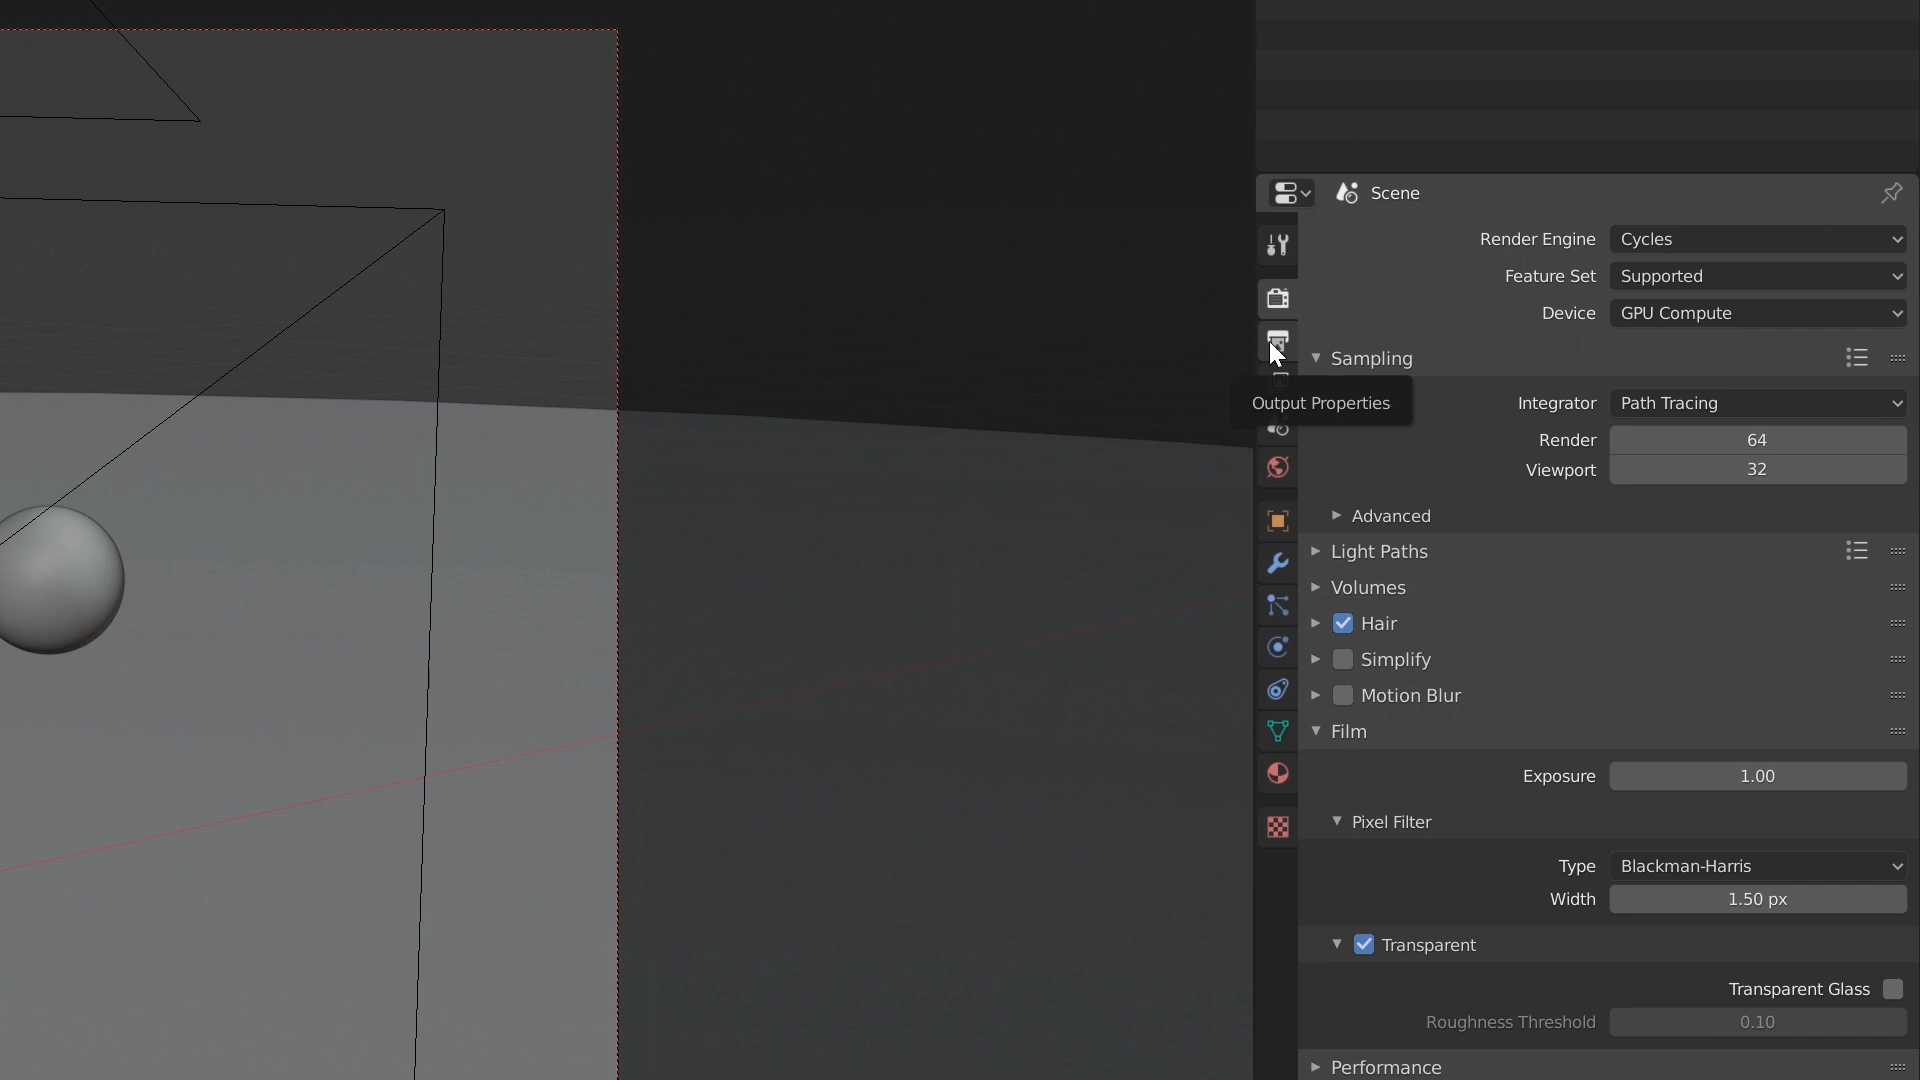 Scene
Render Engine Cycles
Feature Set Supported
Device GPU Compute
Sampling
Output Properties
Integrator Path Tracing
Render 64
Viewport 32
Advanced
Light Paths
Volumes
Hair
Simplify
Motion Blur
Film
Exposure 1.00
Pixel Filter
Type Blackman-Harris
Width 1.50 px
Transparent
Transparent Glass
Roughness Threshold 0.10
Performance